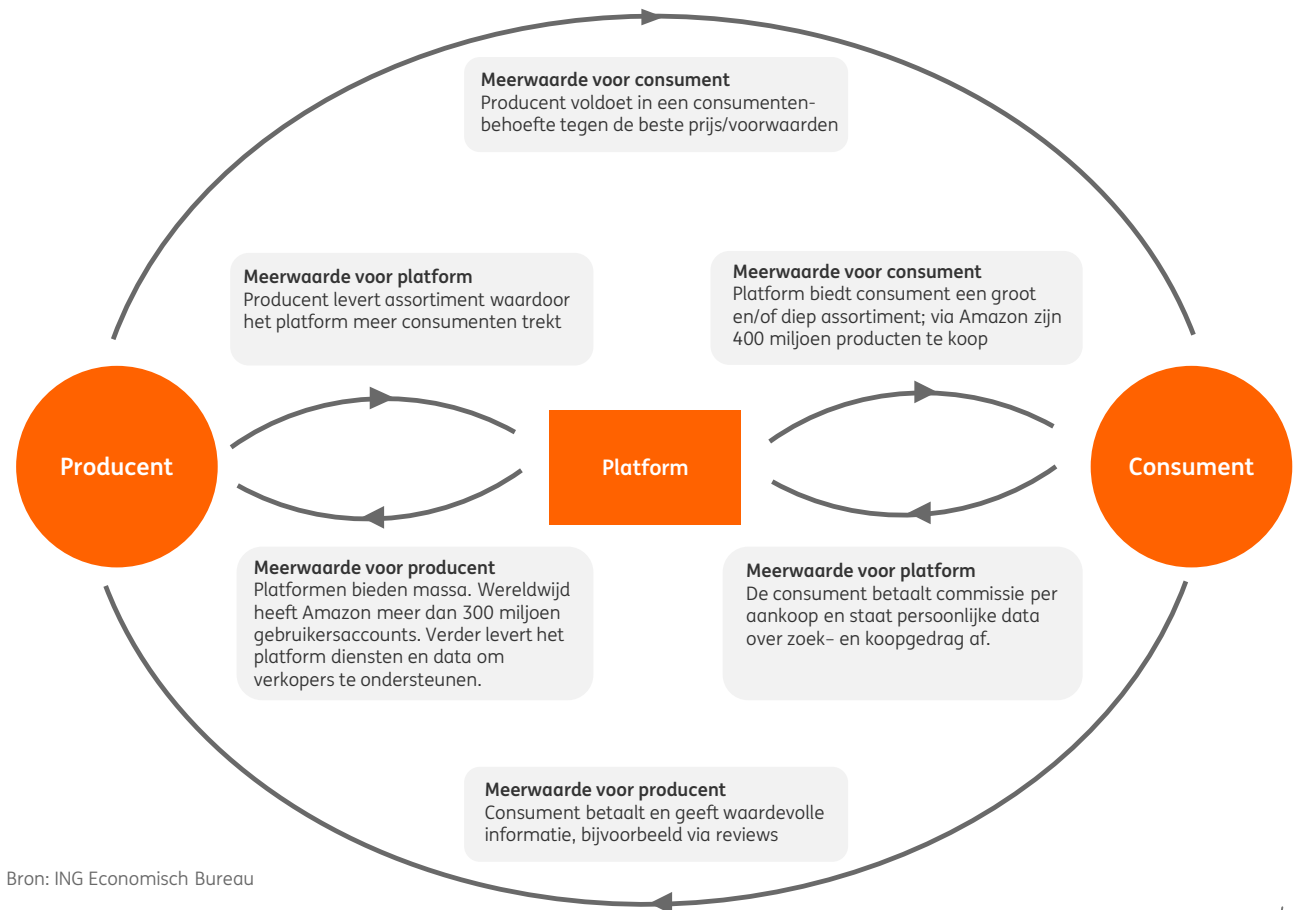 Meerwaarde voor consument
Producent voldoet in een consumenten-
behoefte tegen de beste prijs/voorwaarden
Meerwaarde voor platform
Producent levert assortiment waardoor
het platform meer consumenten trekt
Meerwaarde voor consument
Platform biedt consument een groot
en/of diep assortiment; via Amazon zijn
400 miljoen producten te koop
Producent
Platform
Consument
Meerwaarde voor producent
Platformen bieden massa. Wereldwijd
heeft Amazon meer dan 300 miljoen
gebruikersaccounts. Verder levert het
platform diensten en data om
verkopers te ondersteunen.
Meerwaarde voor platform
De consument betaalt commissie per
aankoop en staat persoonlijke data
over zoek– en koopgedrag af.
Meerwaarde voor producent
Consument betaalt en geeft waardevolle
informatie, bijvoorbeeld via reviews
Bron: ING Economisch Bureau